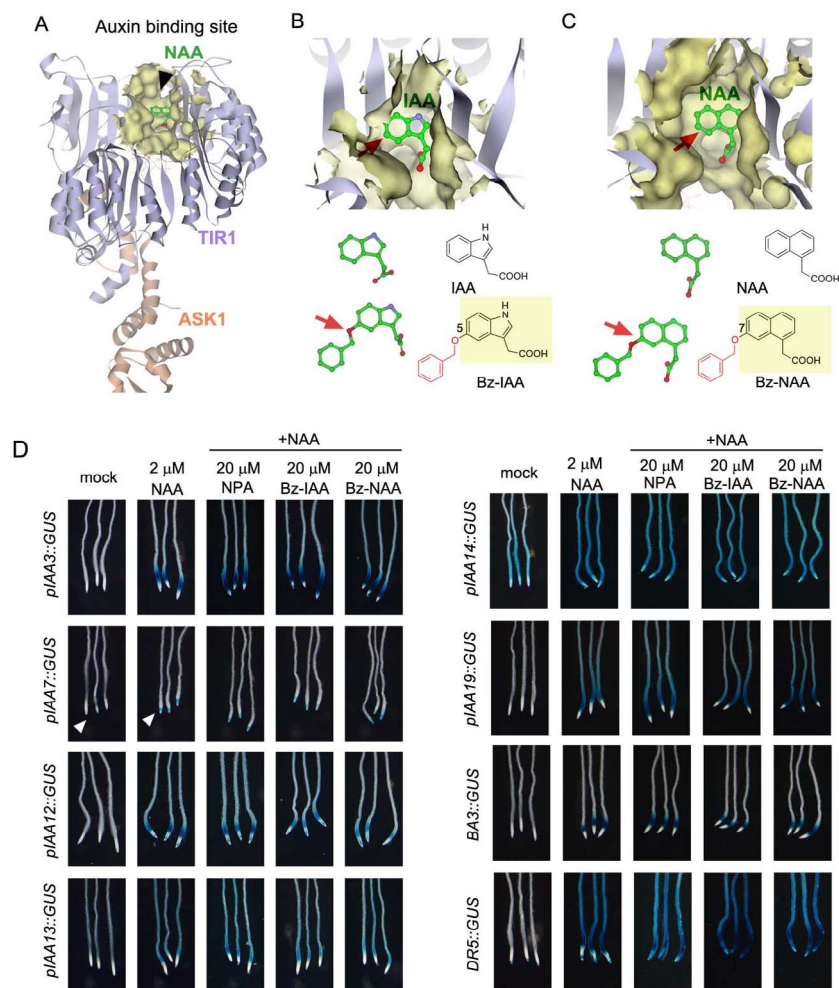 A
Auxin binding site
NAA
TIR1
ASK1
B
IAA
IAA
5
H
N
O
COOH
Bz-IAA
C
NAA
NAA
COOH
7
O
COOH
Bz-NAA
D
+NAA
mock
2 µM NAA
20 µM NPA
20 µM Bz-IAA
20 µM Bz-NAA
pIAA3::GUS
pIAA7::GUS
pIAA12::GUS
pIAA13::GUS
+NAA
mock
2 µM NAA
20 µM NPA
20 µM Bz-IAA
20 µM Bz-NAA
pIAA14::GUS
pIAA19::GUS
BA3::GUS
DR5::GUS